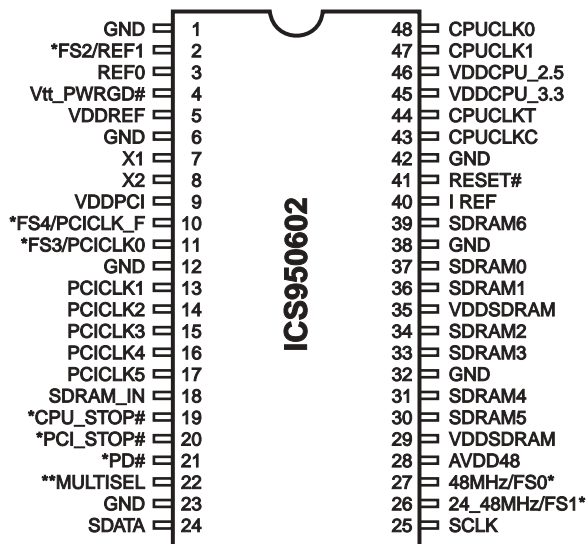 GND 1 48 CPUCLK0
*FS2/REF1 2 47 CPUCLK1
REF0 3 46 VDDCPU_2.5
Vtt_PWRGD# 4 45 VDDCPU_3.3
VDDREF 5 44 CPUCLKT
GND 6 43 CPUCLKC
X1 7 42 GND
X2 8 41 RESET#
VDDPCI 9 40 I REF
*FS4/PCICLK_F 10 39 SDRAM6
*FS3/PCICLK0 11 38 GND
GND 12 37 SDRAM0
PCICLK1 13 36 SDRAM1
PCICLK2 14 35 VDDSDRAM
PCICLK3 15 34 SDRAM2
PCICLK4 16 33 SDRAM3
PCICLK5 17 32 GND
SDRAM_IN 18 31 SDRAM4
*CPU_STOP# 19 30 SDRAM5
*PCI_STOP# 20 29 VDDSDRAM
*PD# 21 28 AVDD48
**MULTISEL 22 27 48MHz/FS0*
GND 23 26 24_48MHz/FS1*
SDATA 24 25 SCLK
ICS950602